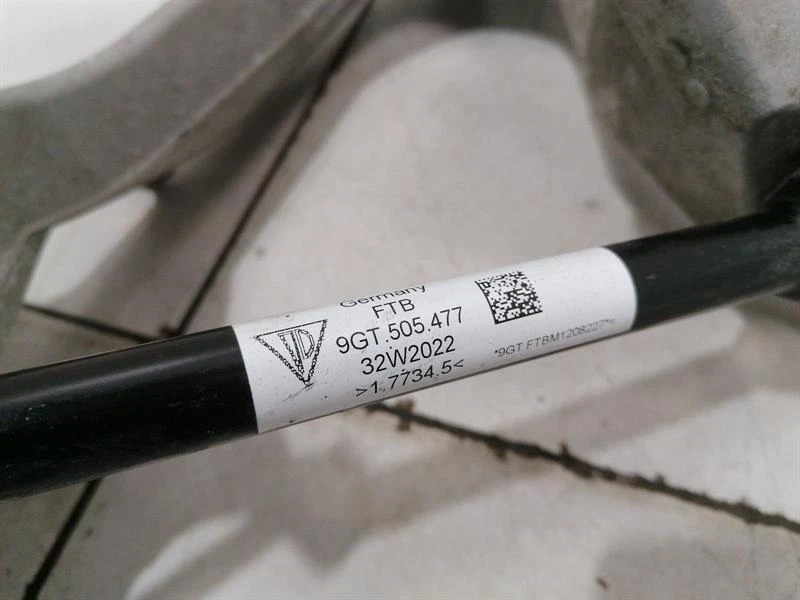 Germany
FTB
9GT.505.477
32W2022
>1.7734.5<
*9GT FTBM1208227*=